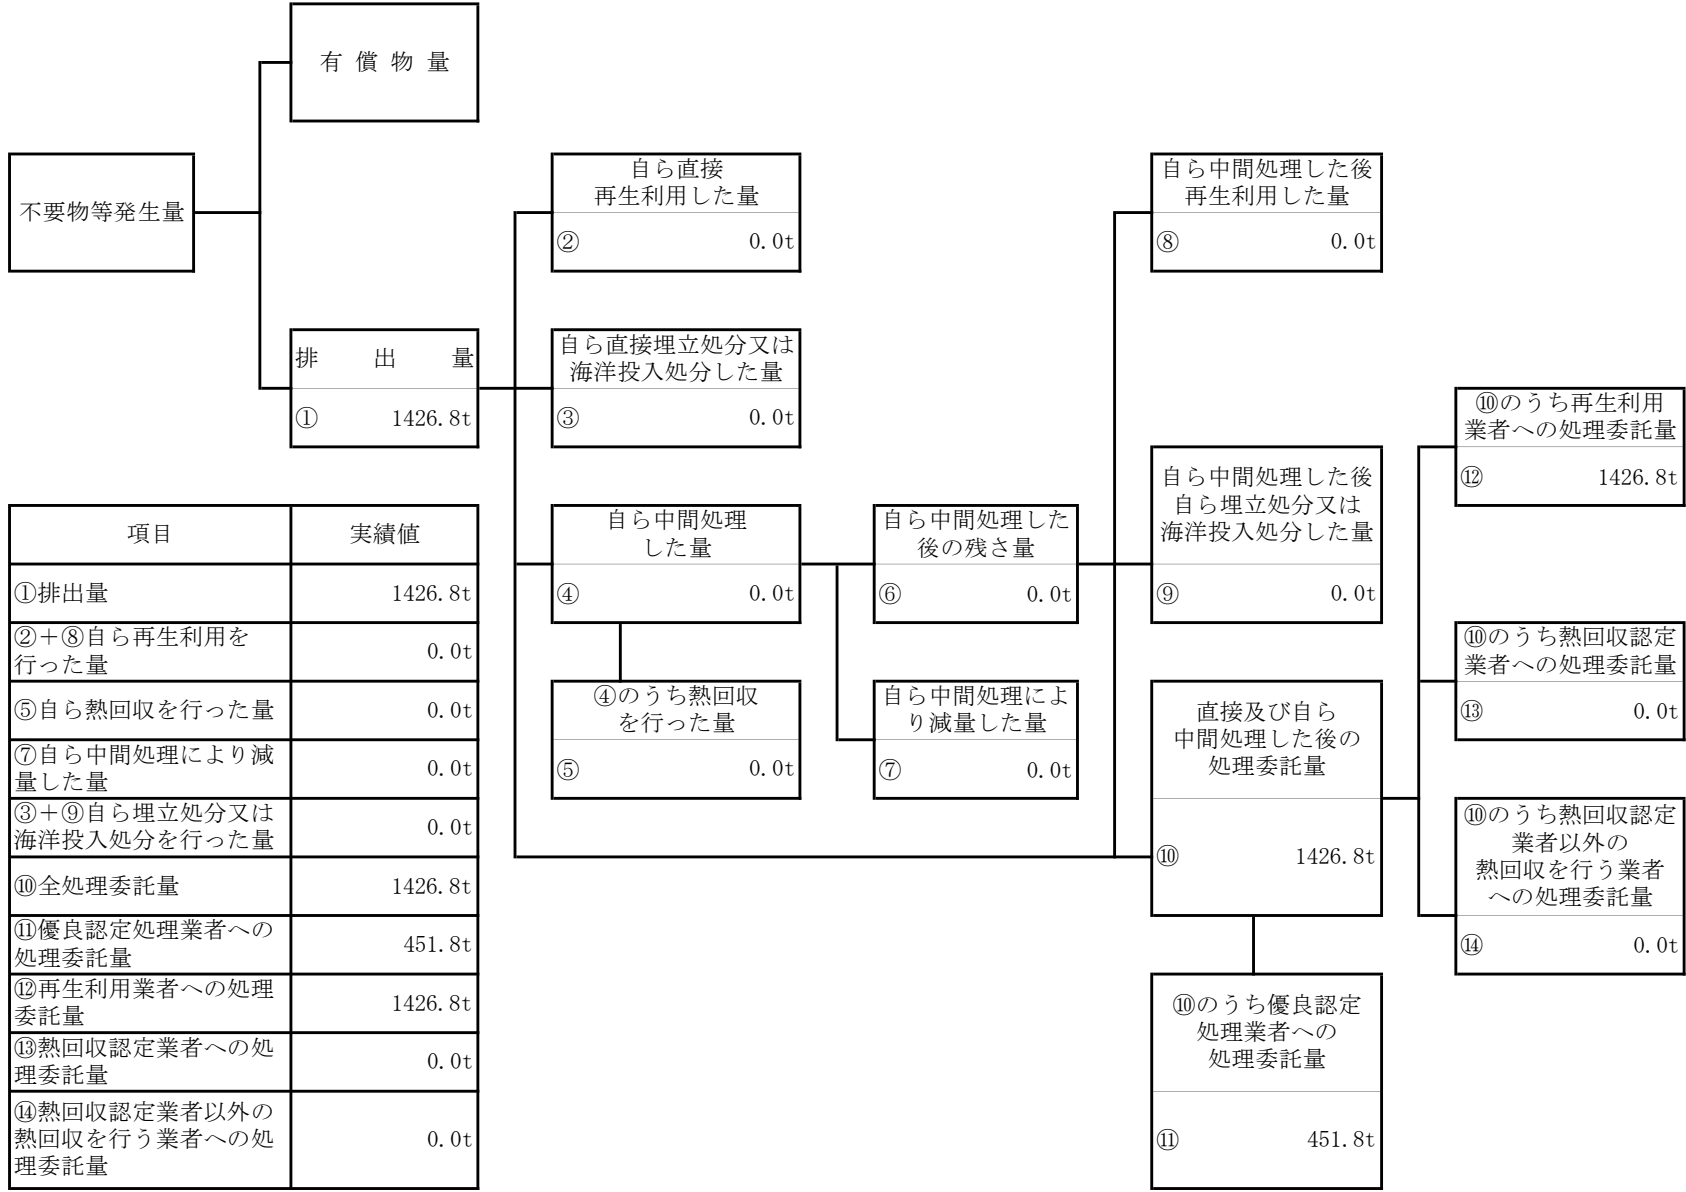 有 償 物 量
不要物等発生量
排 出 量
① 1426.8t
自ら直接
再生利用した量
② 0.0t
自ら直接埋立処分又は
海洋投入処分した量
③ 0.0t
自ら中間処理
した量
④ 0.0t
④のうち熱回収
を行った量
⑤ 0.0t
自ら中間処理した
後の残さ量
⑥ 0.0t
自ら中間処理によ
り減量した量
⑦ 0.0t
自ら中間処理した後
再生利用した量
⑧ 0.0t
自ら中間処理した後
自ら埋立処分又は
海洋投入処分した量
⑨ 0.0t
直接及び自ら
中間処理した後の
処理委託量
⑩ 1426.8t
⑩のうち優良認定
処理業者への
処理委託量
⑪ 451.8t
⑩のうち再生利用
業者への処理委託量
⑫ 1426.8t
⑩のうち熱回収認定
業者への処理委託量
⑬ 0.0t
⑩のうち熱回収認定
業者以外の
熱回収を行う業者
への処理委託量
⑭ 0.0t
項目 実績値
①排出量 1426.8t
②＋⑧自ら再生利用を
行った量 0.0t
⑤自ら熱回収を行った量 0.0t
⑦自ら中間処理により減
量した量 0.0t
③＋⑨自ら埋立処分又は
海洋投入処分を行った量 0.0t
⑩全処理委託量 1426.8t
⑪優良認定処理業者への
処理委託量 451.8t
⑫再生利用業者への処理
委託量 1426.8t
⑬熱回収認定業者への処
理委託量 0.0t
⑭熱回収認定業者以外の
熱回収を行う業者への処
理委託量 0.0t